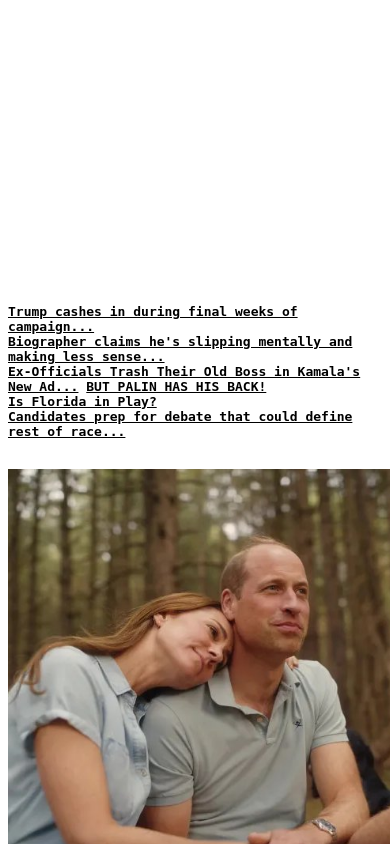 Trump cashes in during final weeks of
campaign...
Biographer claims he's slipping mentally and
making less sense...
Ex-Officials Trash Their Old Boss in Kamala's
New Ad... BUT PALIN HAS HIS BACK!
Is Florida in Play?
Candidates prep for debate that could define
rest of race...